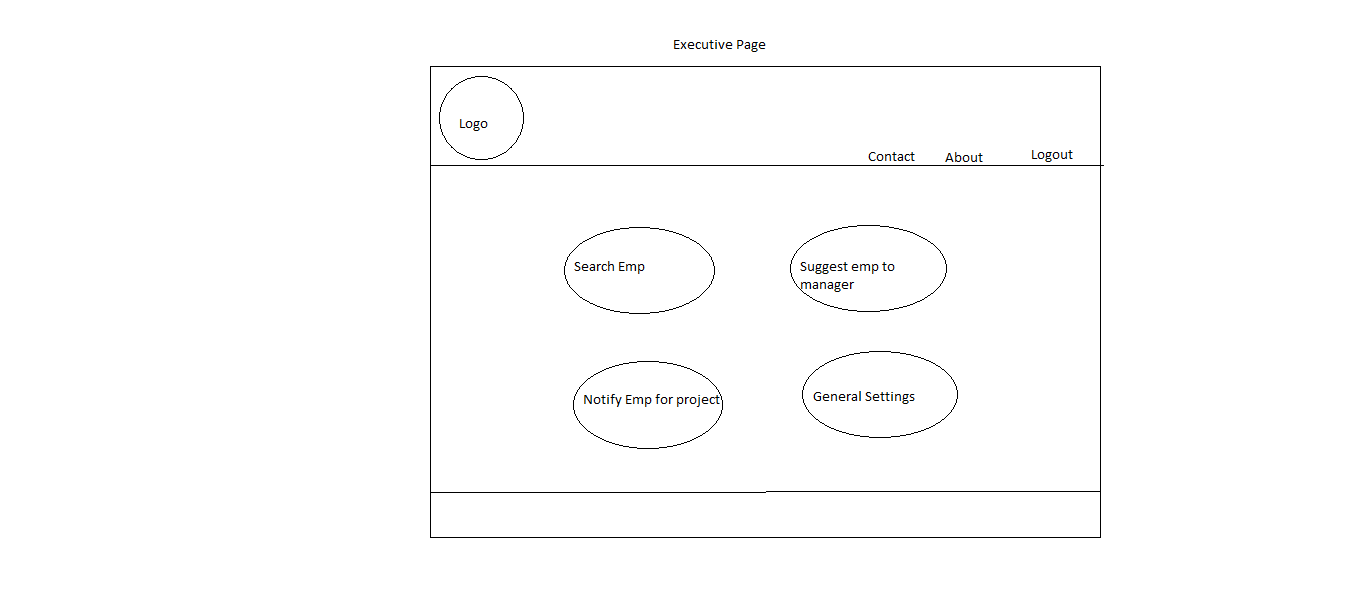 Executive Page
Logo
Contact
About
Logout
Search Emp
Suggest emp to
manager
Notify Emp for project
General Settings